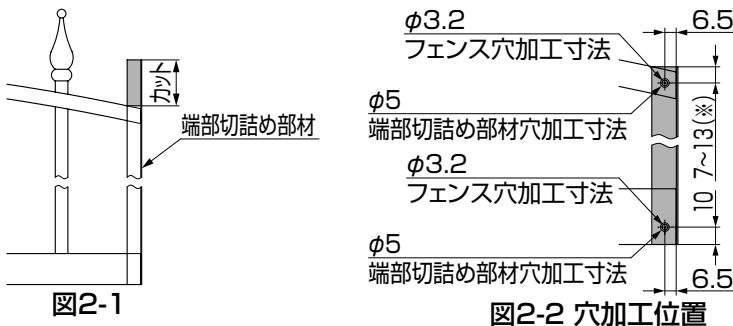 カット
端部切詰め部材
図2-1
6.5
φ3.2
フェンス穴加工寸法
φ5
端部切詰め部材穴加工寸法
7~13(※)
φ3.2
フェンス穴加工寸法
10
φ5
端部切詰め部材穴加工寸法
6.5
図2-2 穴加工位置